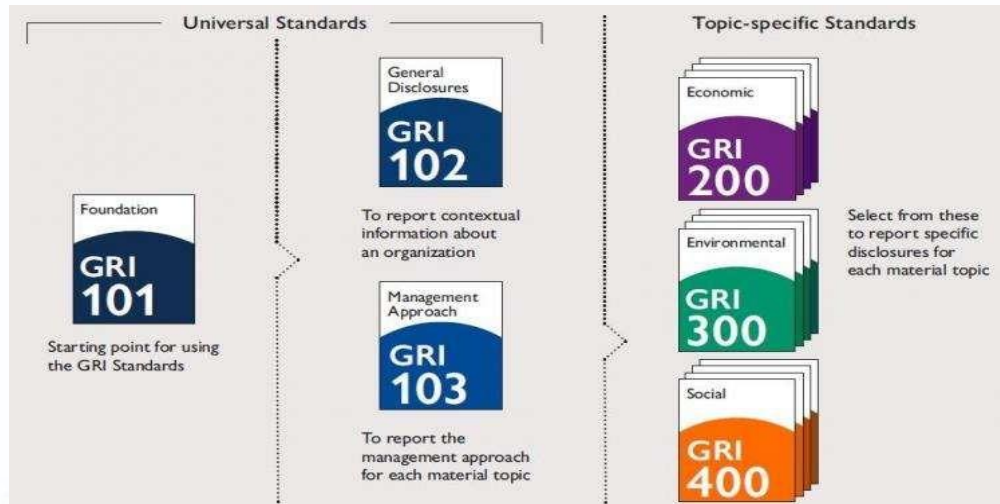 Universal Standards
Topic-specific Standards
Foundation
GRI
101
Starting point for using
the GRI Standards
General
Disclosures
GRI
102
To report contextual
information about
an organization
Management
Approach
GRI
103
To report the
management approach
for each material topic
Economic
GRI
200
Environmental
GRI
300
Social
GRI
400
Select from these
to report specific
disclosures for
each material topic